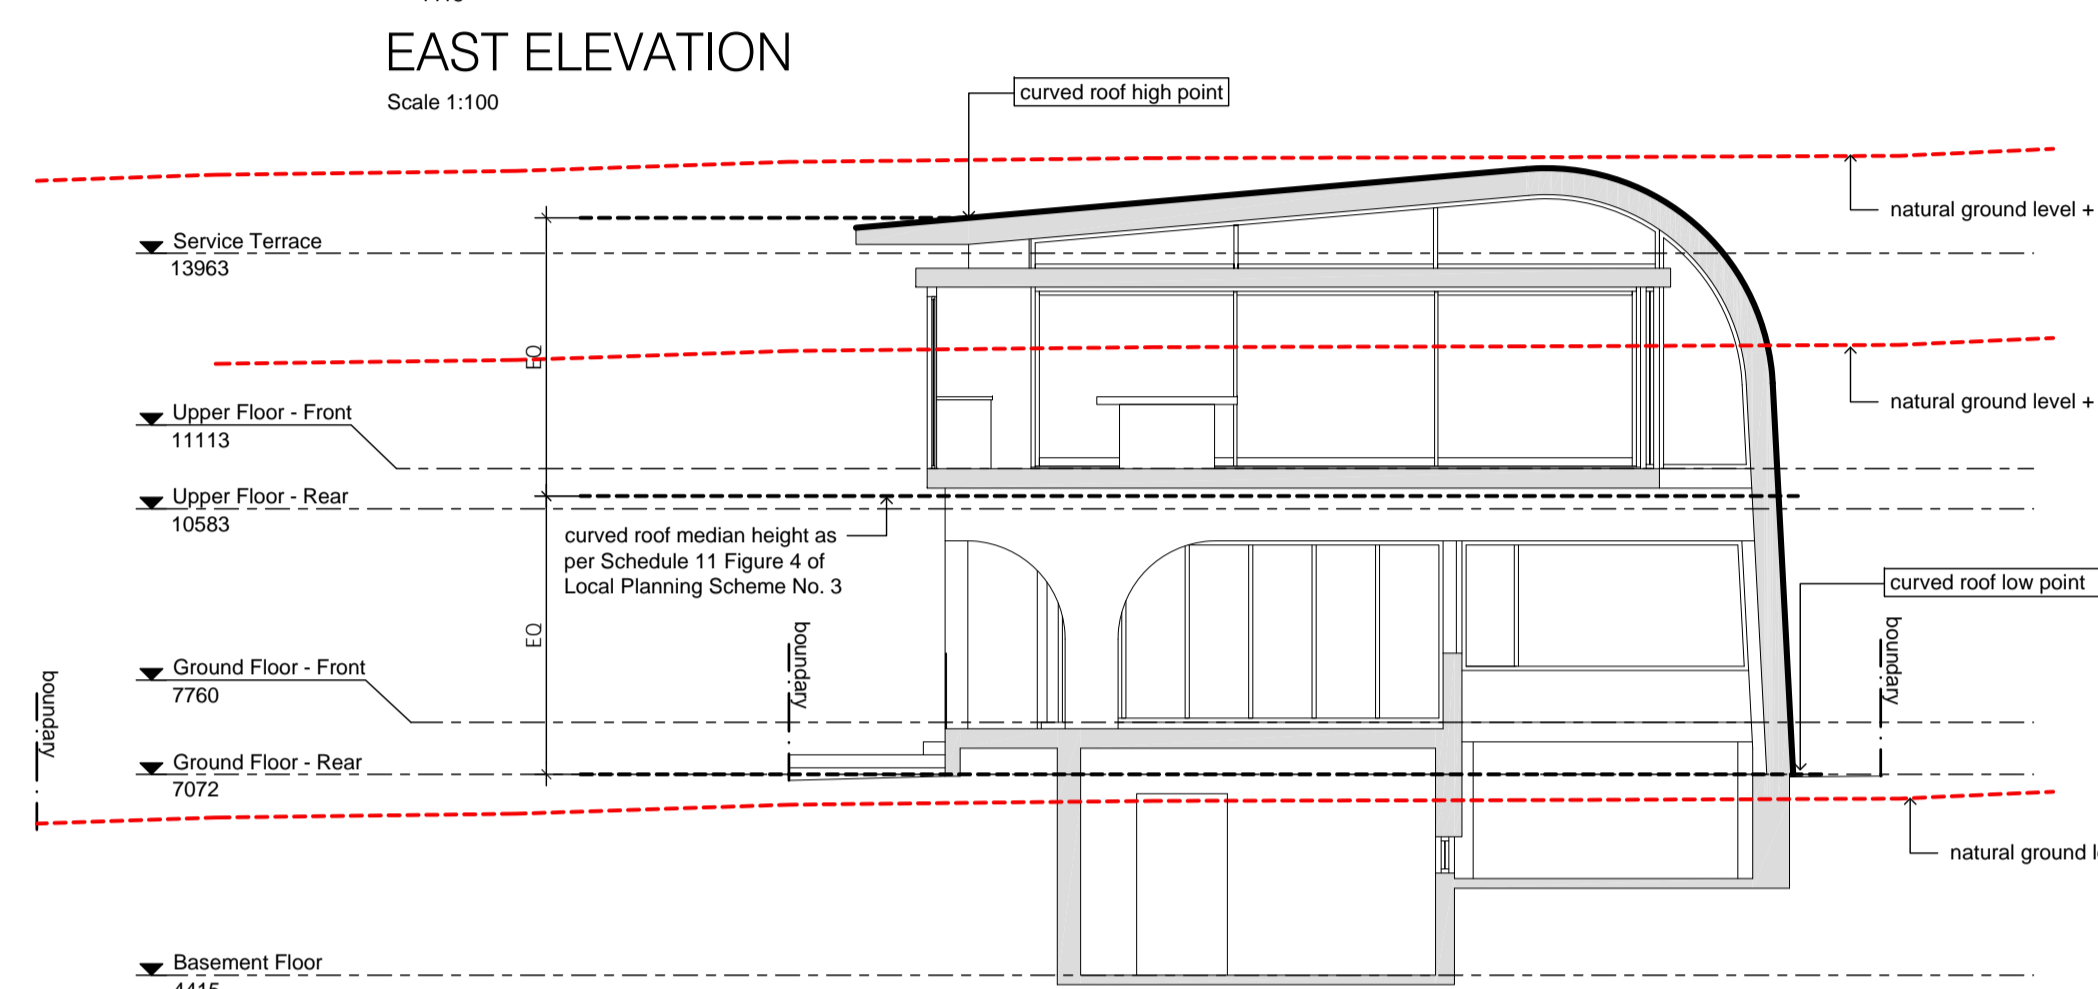 EAST ELEVATION
Scale 1:100
curved roof high point
natural ground level +
Service Terrace
13963
EQ
natural ground level +
Upper Floor - Front
11113
Upper Floor - Rear
10583
curved roof median height as
per Schedule 11 Figure 4 of
Local Planning Scheme No. 3
curved roof low point
EQ
boundary
boundary
boundary
Ground Floor - Front
7760
Ground Floor - Rear
7072
natural ground
Basement Floor
4415